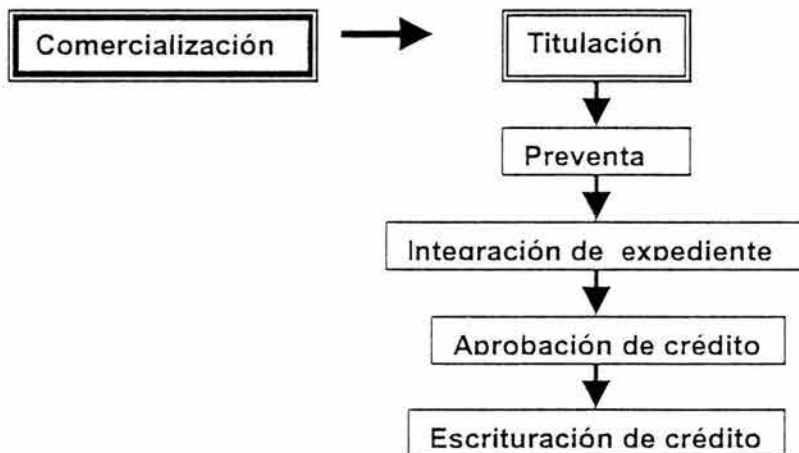 Comercialización
Titulación
Preventa
Integración de expediente
Aprobación de crédito
Escrituración de crédito